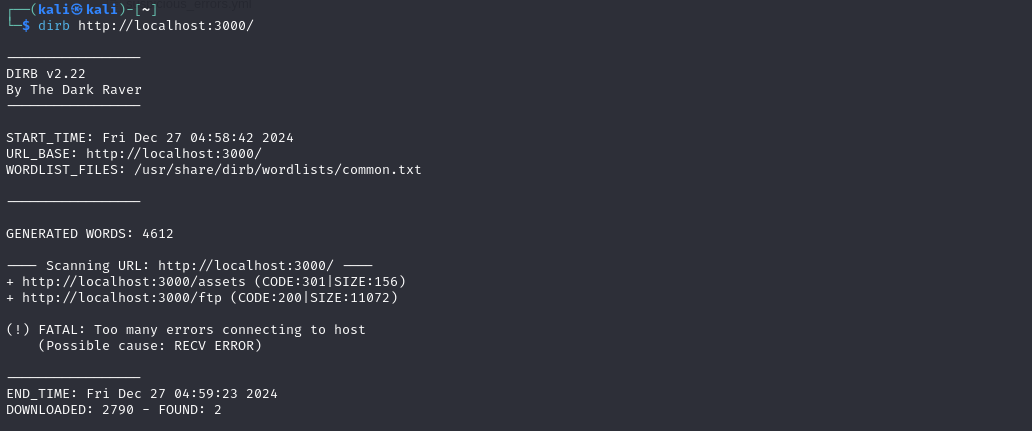 ┌──(kali㉿kali)-[~]
└─$ dirb http://localhost:3000/
-----------------
DIRB v2.22
By The Dark Raver
-----------------
START_TIME: Fri Dec 27 04:58:42 2024
URL_BASE: http://localhost:3000/
WORDLIST_FILES: /usr/share/dirb/wordlists/common.txt
-----------------
GENERATED WORDS: 4612
---- Scanning URL: http://localhost:3000/ ----
+ http://localhost:3000/assets (CODE:301|SIZE:156)
+ http://localhost:3000/ftp (CODE:200|SIZE:11072)
(!) FATAL: Too many errors connecting to host
(Possible cause: RECV ERROR)
-----------------
END_TIME: Fri Dec 27 04:59:23 2024
DOWNLOADED: 2790 - FOUND: 2